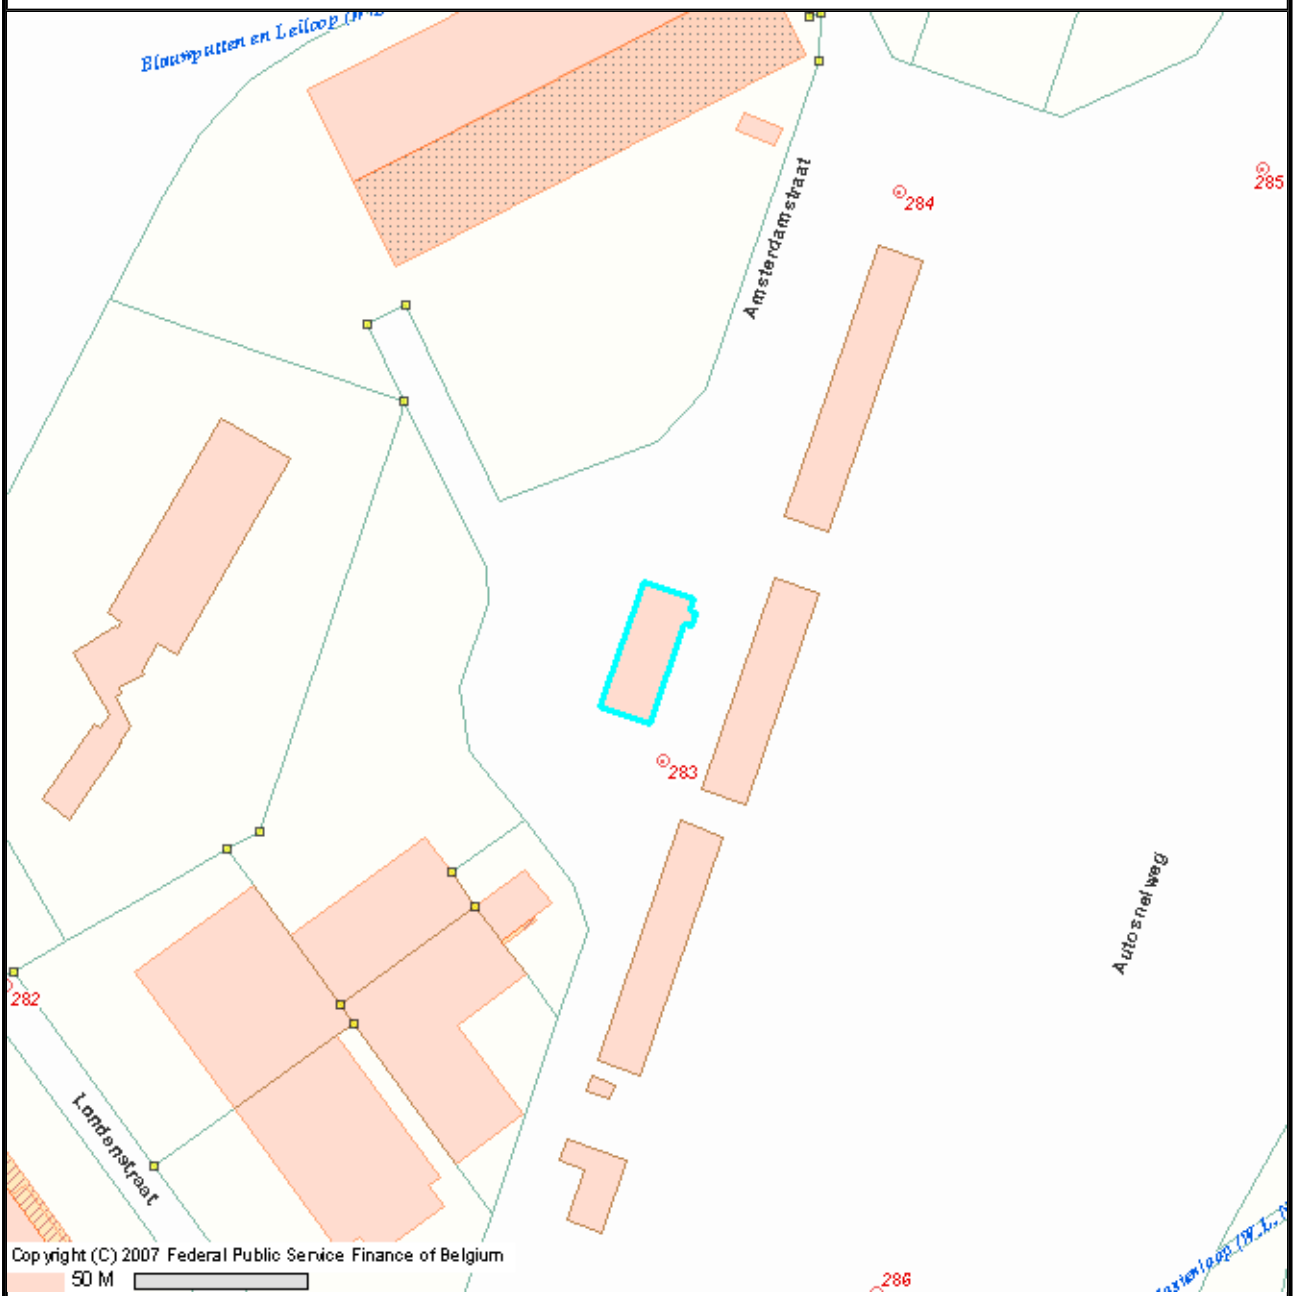 Blauwputten en Leiloop
Amsterdamstraat
285
284
283
Autosnelweg
282
Londenstraat
Copyright (C) 2007 Federal Public Service Finance of Belgium
50 M
286